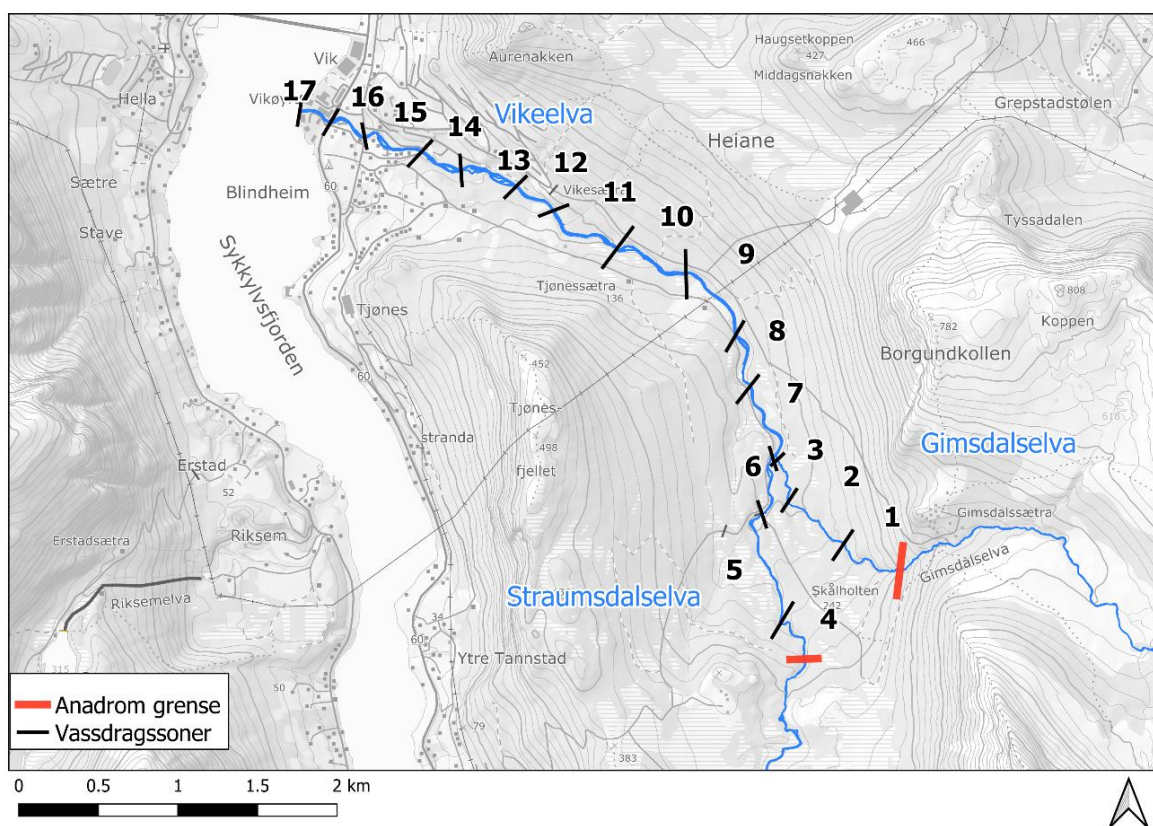 Haugsetkoppen
466
427
Middagsnakken
Aurenakken
Vik
Hella
17
Vikøy
16
15
Vikeelva
Grepstadstølen
14
Heiane
13
12
Vikesætra
11
Sætre
Blindheim
60
Stave
10
Tyssadalen
9
Sykkylvsfjorden
Tjønessætra
136
808
Koppen
Tjønes
8
782
Borgundkollen
452
60
7
Tjønes-
fjellet
498
stranda
Gimsdalselva
3
6
2
Erstad
52
1
Gimsdalssætra
Riksem
Erstadsætra
5
Gimsdalselva
Skålholten
242
Straumsdalselva
Riksemelva
34
60
4
315
Ytre Tannstad
50
79
383
Anadrom grense
Vassdragssoner
0 0.5 1 1.5 2 km